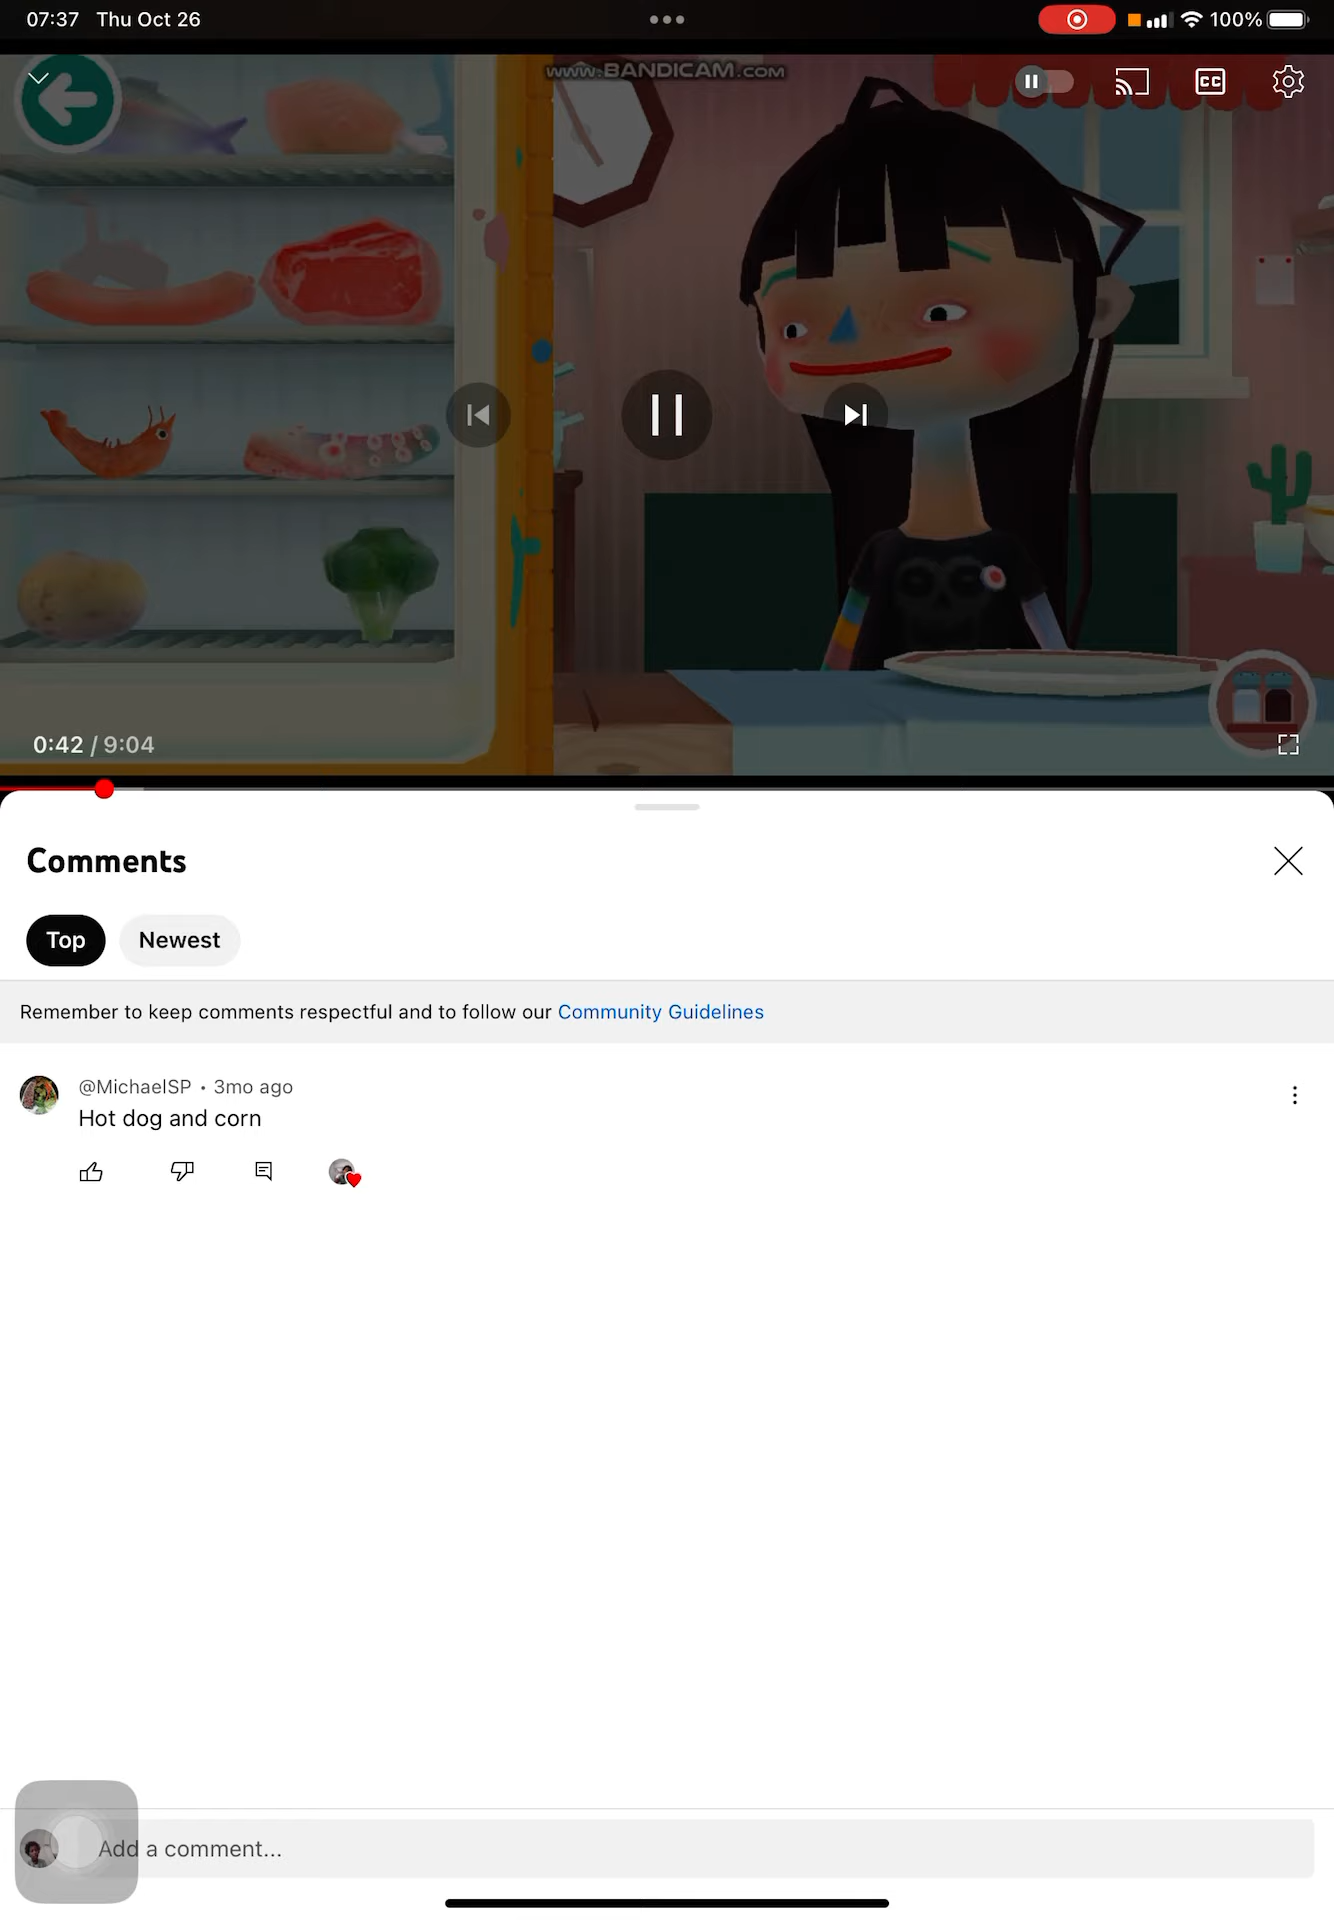 07:37 Thu Oct 26
100%
www.BANDICAM.com
CC
0:42 / 9:04
Comments
Top Newest
Remember to keep comments respectful and to follow our Community Guidelines
@MichaelSP • 3mo ago
Hot dog and corn
Add a comment...